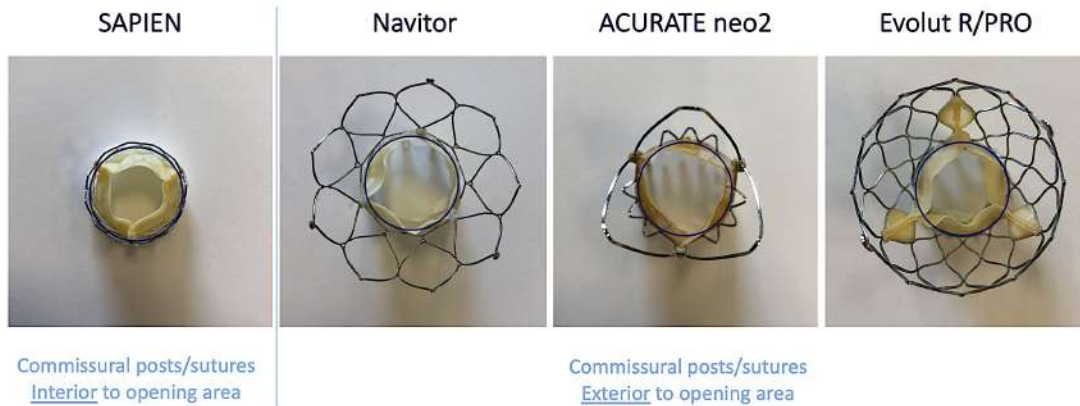 SAPIEN
Navitor
ACURATE neo2
Evolut R/PRO
Commissural posts/sutures
Interior to opening area
Commissural posts/sutures
Exterior to opening area